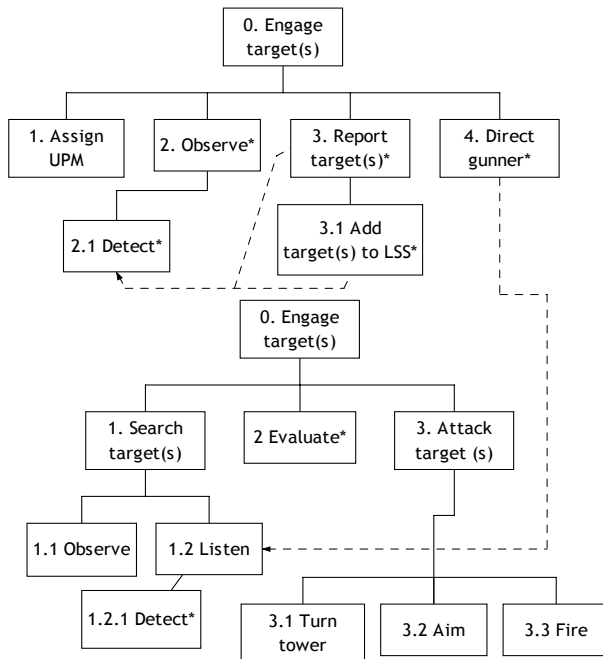 0. Engage
target(s)
1. Assign
UPM
2. Observe*
3. Report
target(s)*
4. Direct
gunner*
2.1 Detect*
3.1 Add
target(s) to LSS*
0. Engage
target(s)
1. Search
target(s)
2 Evaluate*
3. Attack
target (s)
1.1 Observe
1.2 Listen
1.2.1 Detect*
3.1 Turn
tower
3.2 Aim
3.3 Fire